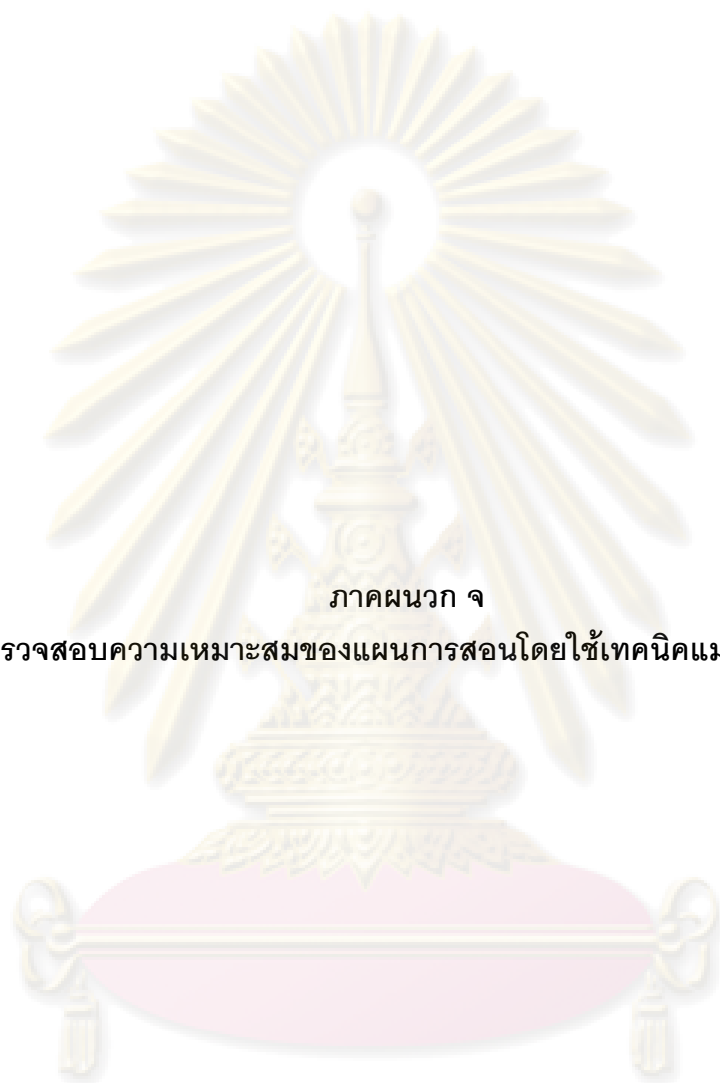 ภาคผนวก จ
รวจสอบความเหมาะสมของแผนการสอนโดยใช้เทคนิคแม